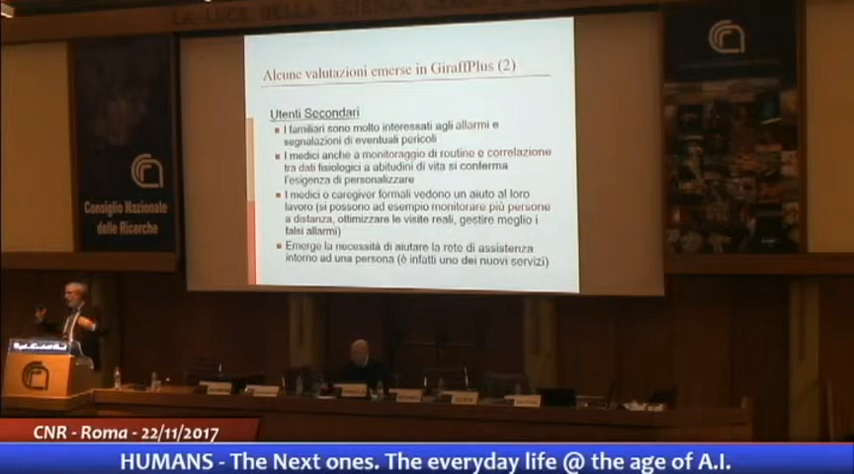 LA LUCE DELLA SCIENZA
Alcune valutazioni emerse in GiraffPlus (2)
Utenti Secondari
I familiari sono molto interessati agli allarmi e
segnalazioni di eventuali pericoli
I medici anche a monitoraggio di routine e correlazione
tra dati fisiologici a abitudini di vita si conferma
l'esigenza di personalizzare
I medici o caregiver formali vedono un aiuto al loro
lavoro (si possono ad esempio monitorare più persone
a distanza, ottimizzare le visite reali, gestire meglio i
falsi allarmi)
Emerge la necessità di aiutare la rete di assistenza
intorno ad una persona (è infatti uno dei nuovi servizi)
Consiglio Nazionale
delle Ricerche
CNR - Roma - 22/11/2017
HUMANS - The Next ones. The everyday life @ the age of A.I.